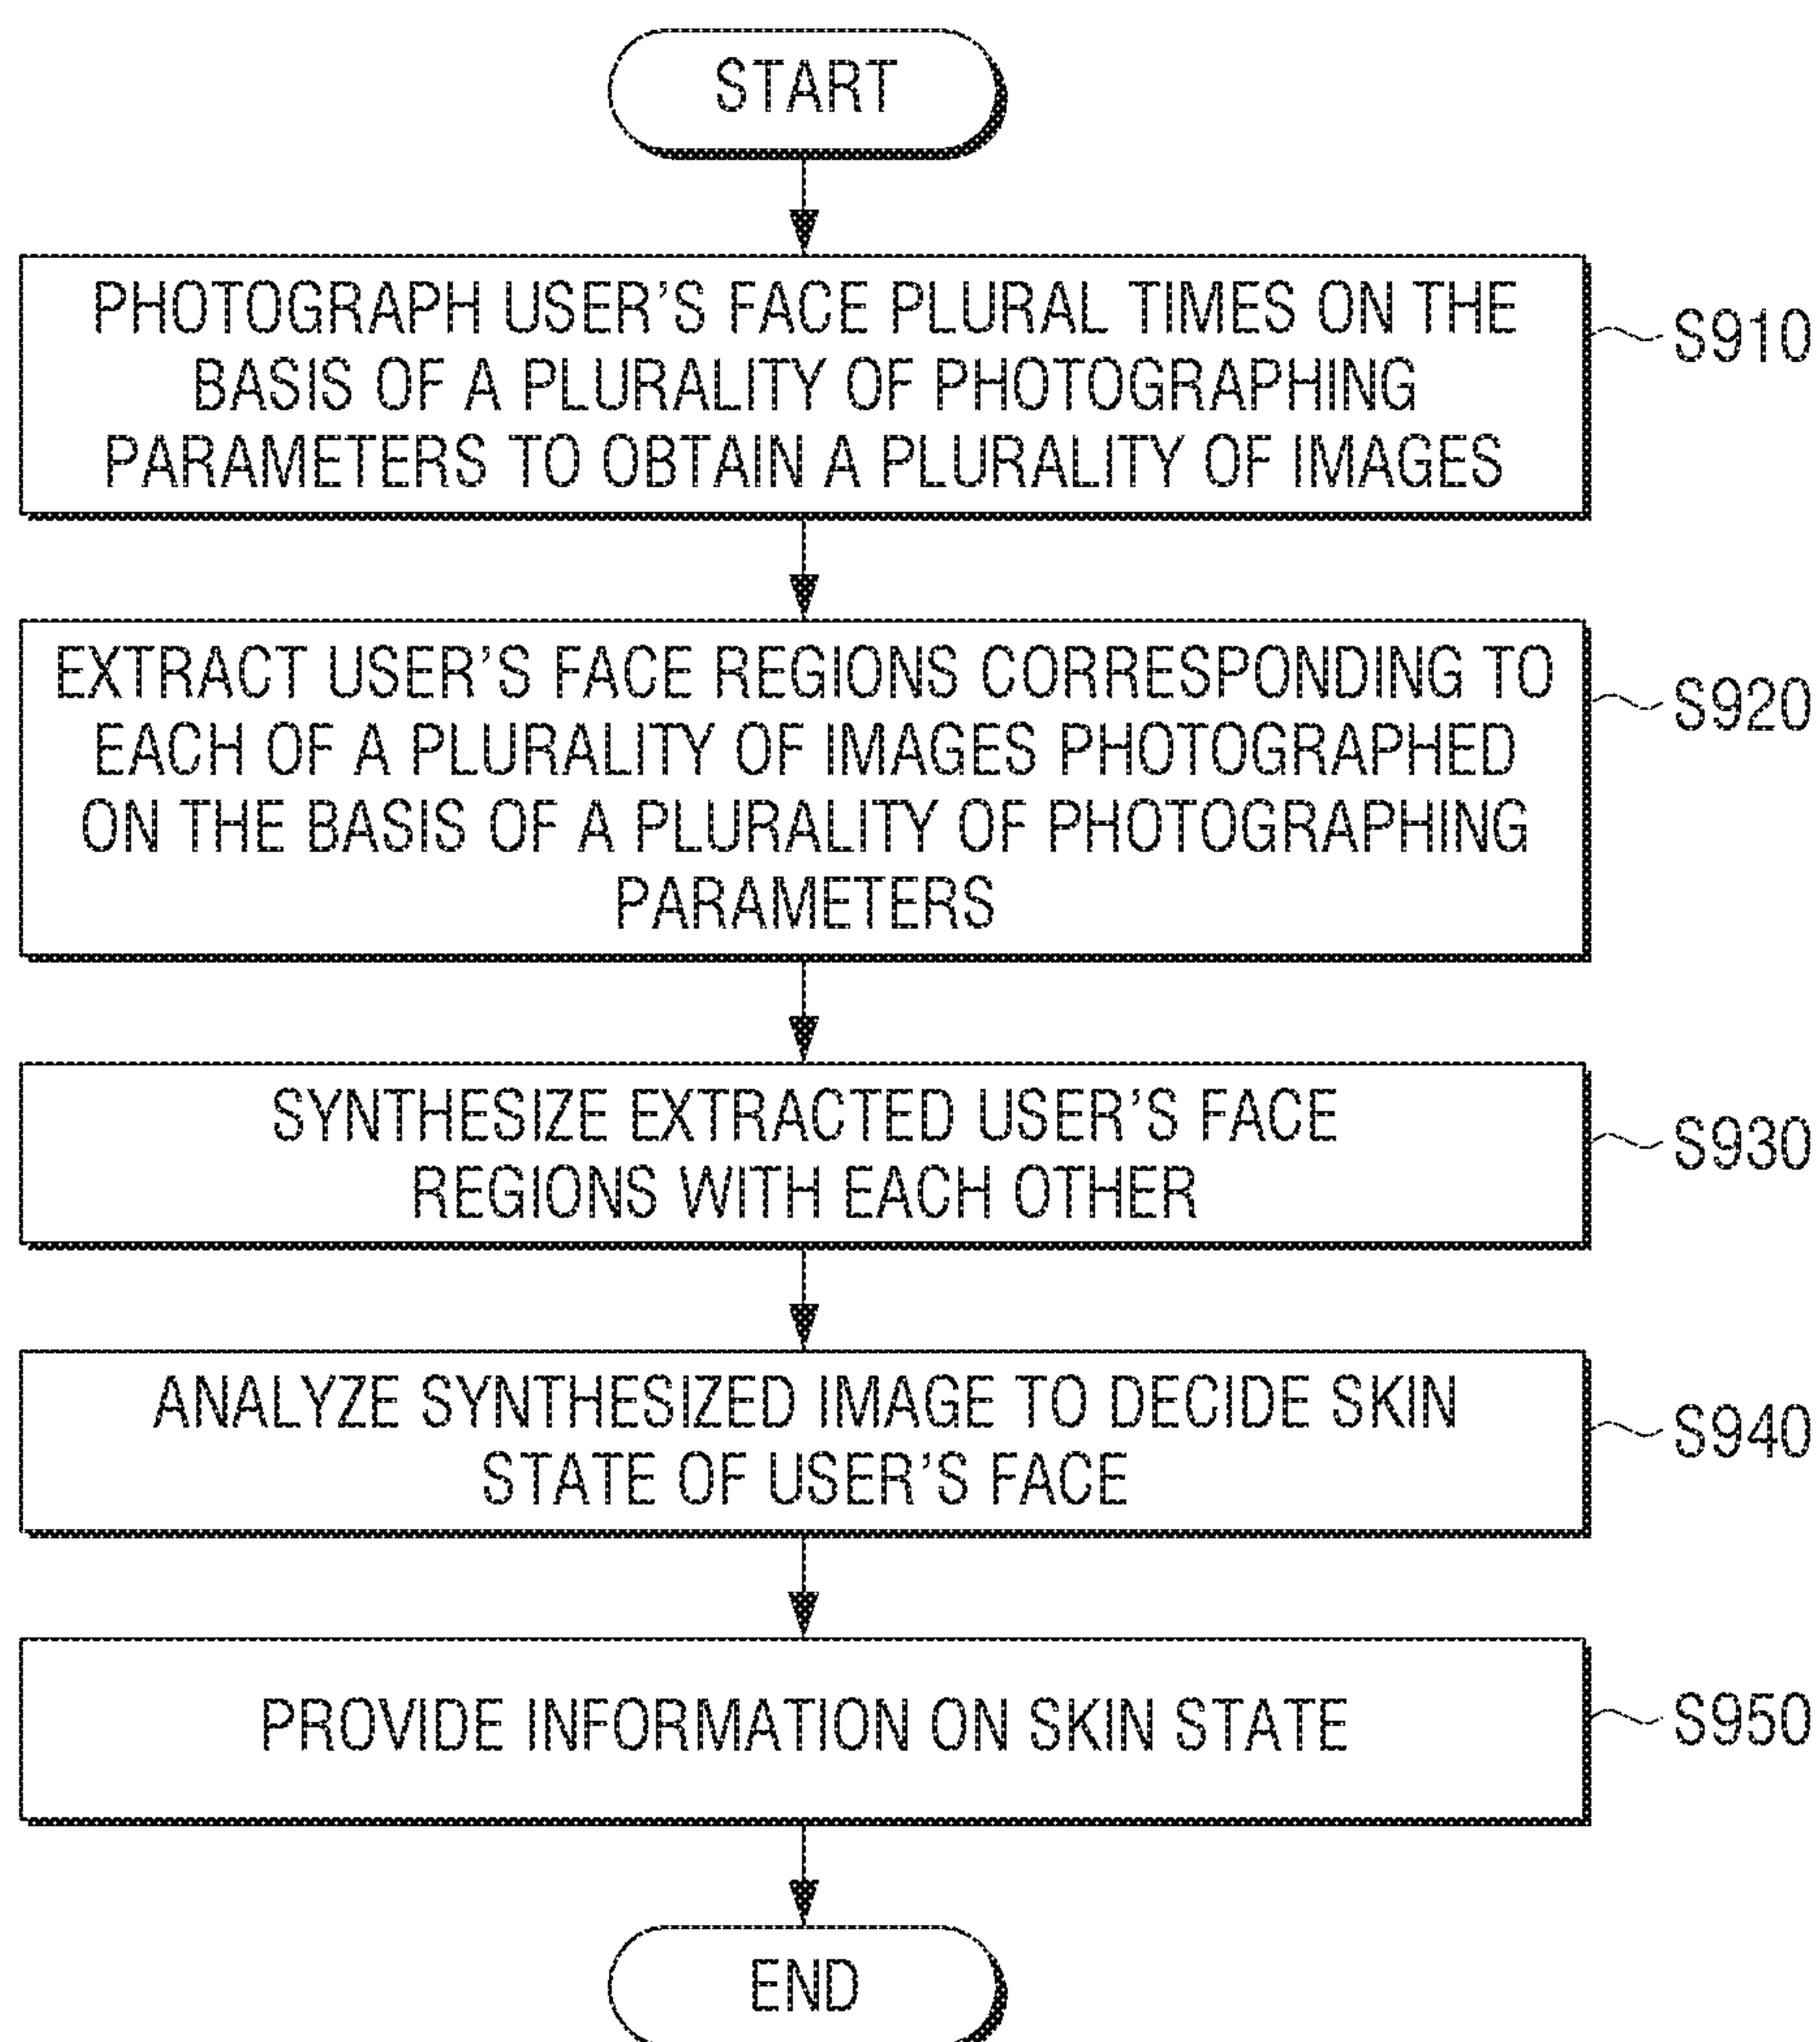 START
PHOTOGRAPH USER'S FACE PLURAL TIMES ON THE
BASIS OF A PLURALITY OF PHOTOGRAPHING
PARAMETERS TO OBTAIN A PLURALITY OF IMAGES
S910
EXTRACT USER'S FACE REGIONS CORRESPONDING TO
EACH OF A PLURALITY OF IMAGES PHOTOGRAPHED
ON THE BASIS OF A PLURALITY OF PHOTOGRAPHING
PARAMETERS
S920
SYNTHESIZE EXTRACTED USER'S FACE
REGIONS WITH EACH OTHER
S930
ANALYZE SYNTHESIZED IMAGE TO DECIDE SKIN
STATE OF USER'S FACE
S940
PROVIDE INFORMATION ON SKIN STATE
S950
END